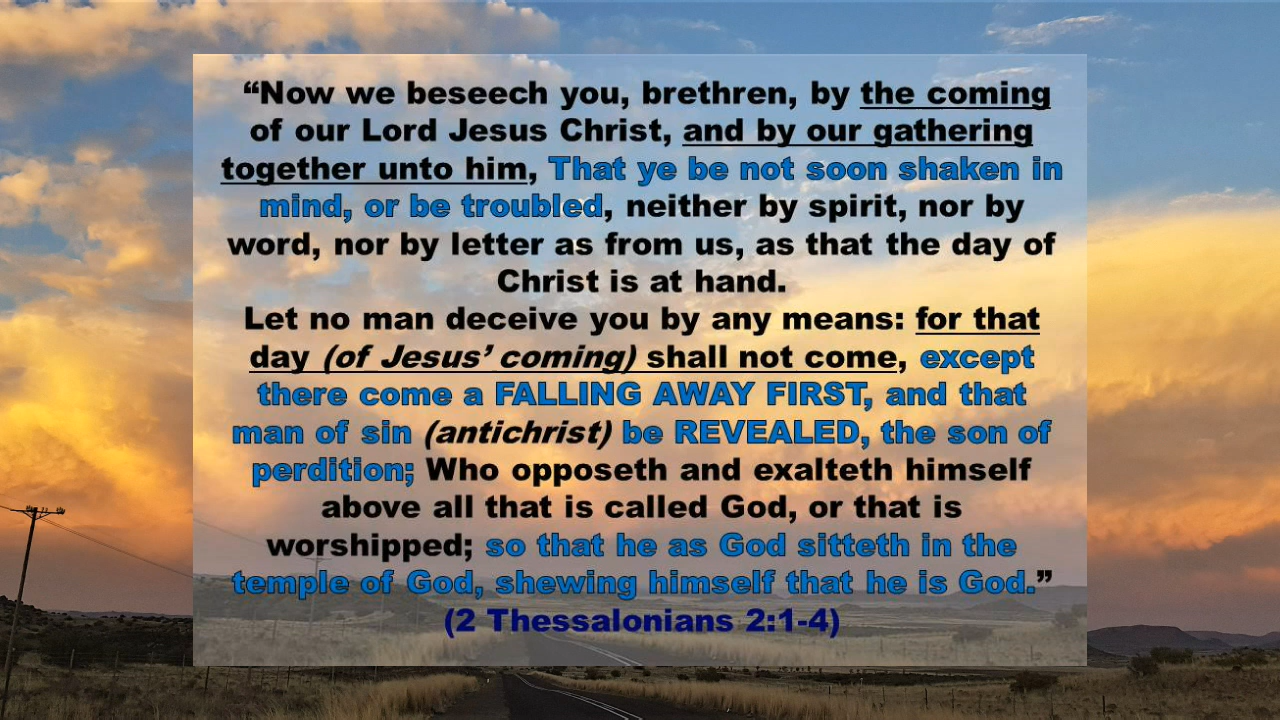 “Now we beseech you, brethren, by the coming
of our Lord Jesus Christ, and by our gathering
together unto him, That ye be not soon shaken in
mind, or be troubled, neither by spirit, nor by
word, nor by letter as from us, as that the day of
Christ is at hand.
Let no man deceive you by any means: for that
day (of Jesus’ coming) shall not come, except
there come a FALLING AWAY FIRST, and that
man of sin (antichrist) be REVEALED, the son of
perdition; Who opposeth and exalteth himself
above all that is called God, or that is
worshipped; so that he as God sitteth in the
temple of God, shewing himself that he is God.”
(2 Thessalonians 2:1-4)